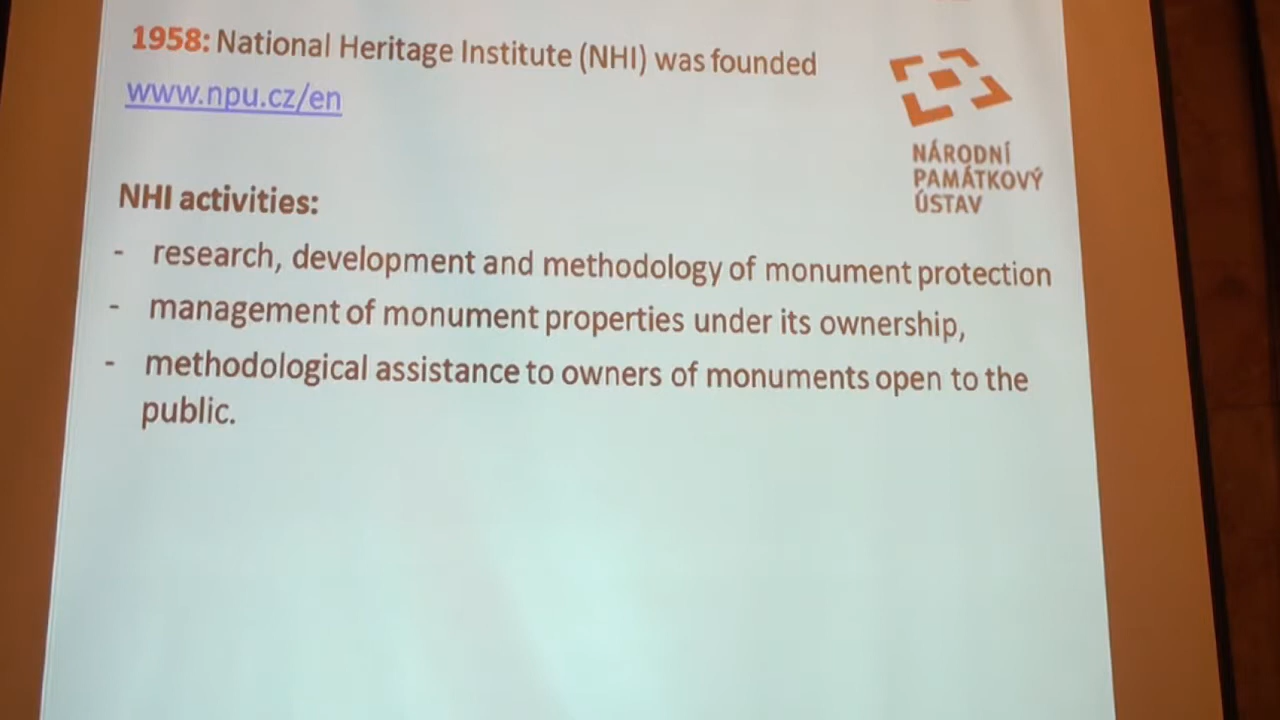 1958: National Heritage Institute (NHI) was founded
www.npu.cz/en
NÁRODNÍ
PAMÁTKOVÝ
ÚSTAV
NHI activities:
- research, development and methodology of monument protection
- management of monument properties under its ownership,
- methodological assistance to owners of monuments open to the
public.